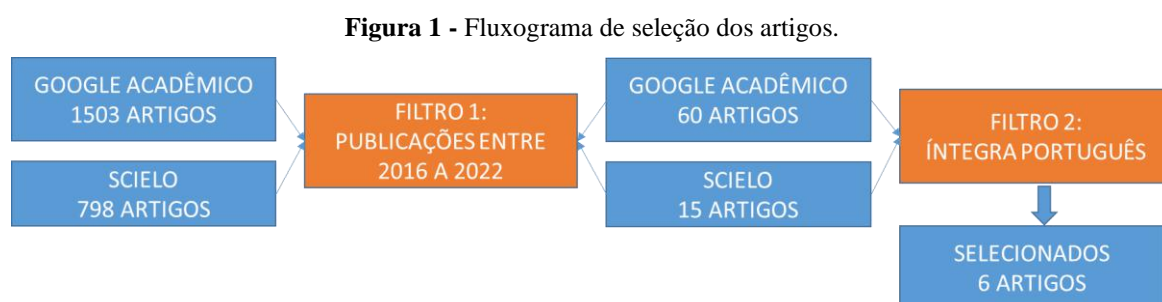 Figura 1 - Fluxograma de seleção dos artigos.
GOOGLE ACADÊMICO
1503 ARTIGOS
SCIELO
798 ARTIGOS
FILTRO 1:
PUBLICAÇÕES ENTRE
2016 A 2022
GOOGLE ACADÊMICO
60 ARTIGOS
SCIELO
15 ARTIGOS
FILTRO 2:
ÍNTEGRA PORTUGUÊS
SELECIONADOS
6 ARTIGOS